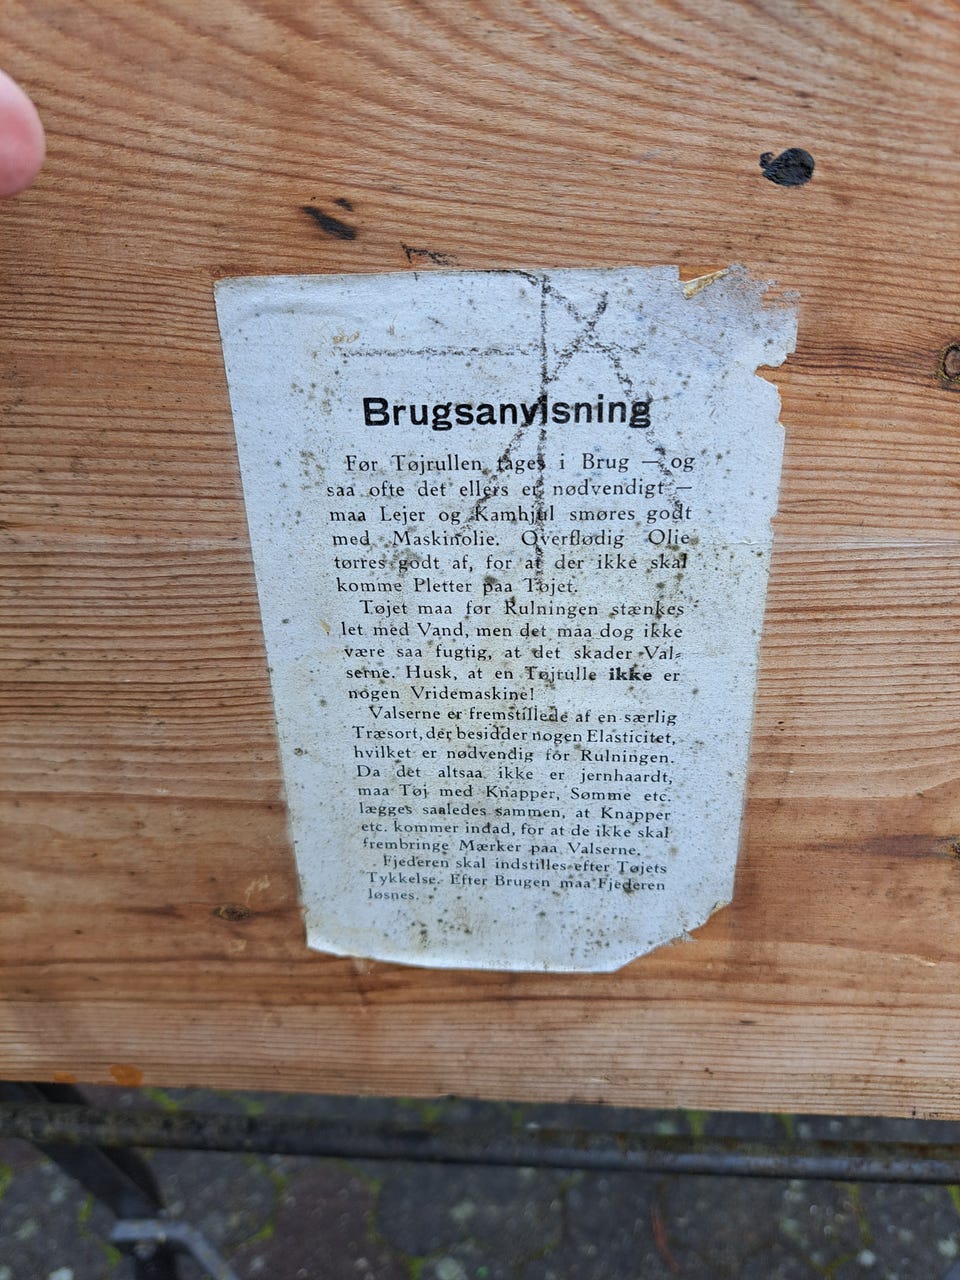 Brugsanvisning
Før Tøjrullen tages i Brug — og
saa ofte det ellers er nødvendigt —
maa Lejer og Kamhjul smøres godt
med Maskinolie. Overflødig Olie
tørres godt af, for at der ikke skal
komme Pletter paa Tøjet.
Tøjet maa før Rulningen stænkes
let med Vand, men det maa dog ikke
være saa fugtig, at det skader Val-
serne. Husk, at en Tøjrulle ikke er
nogen Vridemaskine!
Valserne er fremstillede af en særlig
Træsort, der besidder nogen Elasticitet,
hvilket er nødvendig for Rulningen.
Da det altsaa ikke er jernhaardt,
maa Tøj med Knapper, Sømme etc.
lægges saaledes sammen, at Knapper
etc. kommer indad, for at de ikke skal
frembringe Mærker paa Valserne.
Fjederen skal indstilles efter Tøjets
Tykkelse. Efter Brugen maa Fjederen
løsnes.